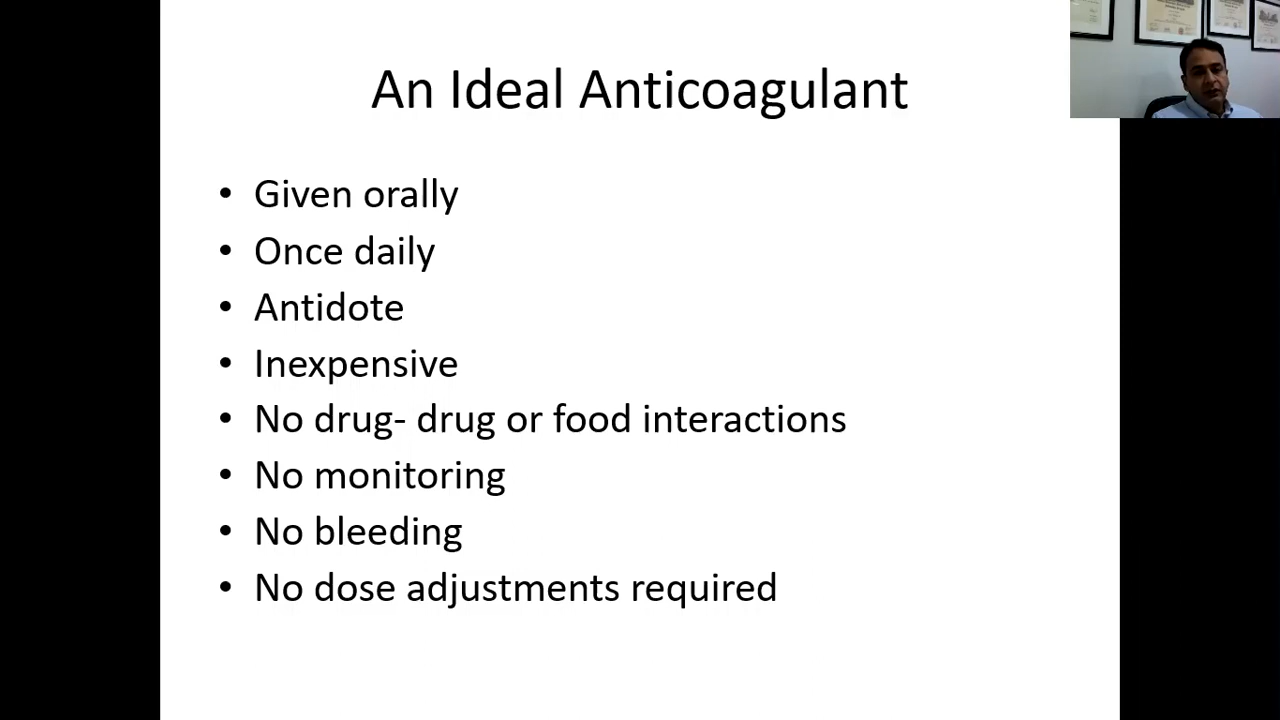 An Ideal Anticoagulant
• Given orally
• Once daily
• Antidote
• Inexpensive
• No drug- drug or food interactions
• No monitoring
• No bleeding
• No dose adjustments required